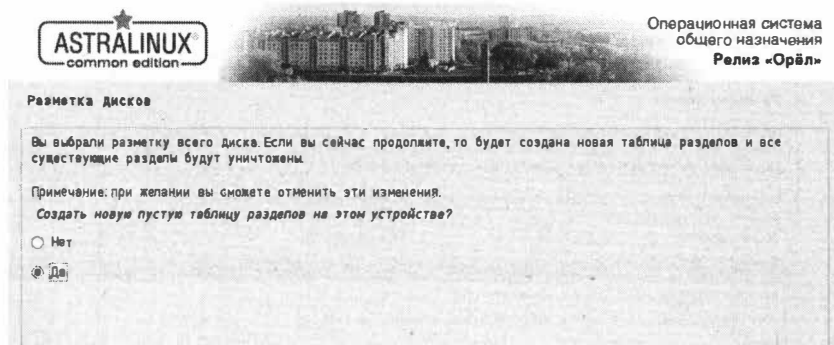 ASTRALINUX®
common edition
Операционная система
общего назначения
Релиз «Орёл»
Разметка дисков
Вы выбрали разметку всего диска. Если вы сейчас продолжите, то будет создана новая таблица разделов и все
существующие разделы будут уничтожены.
Примечание: при желании вы сможете отменить эти изменения.
Создать новую пустую таблицу разделов на этом устройстве?
Нет
Да